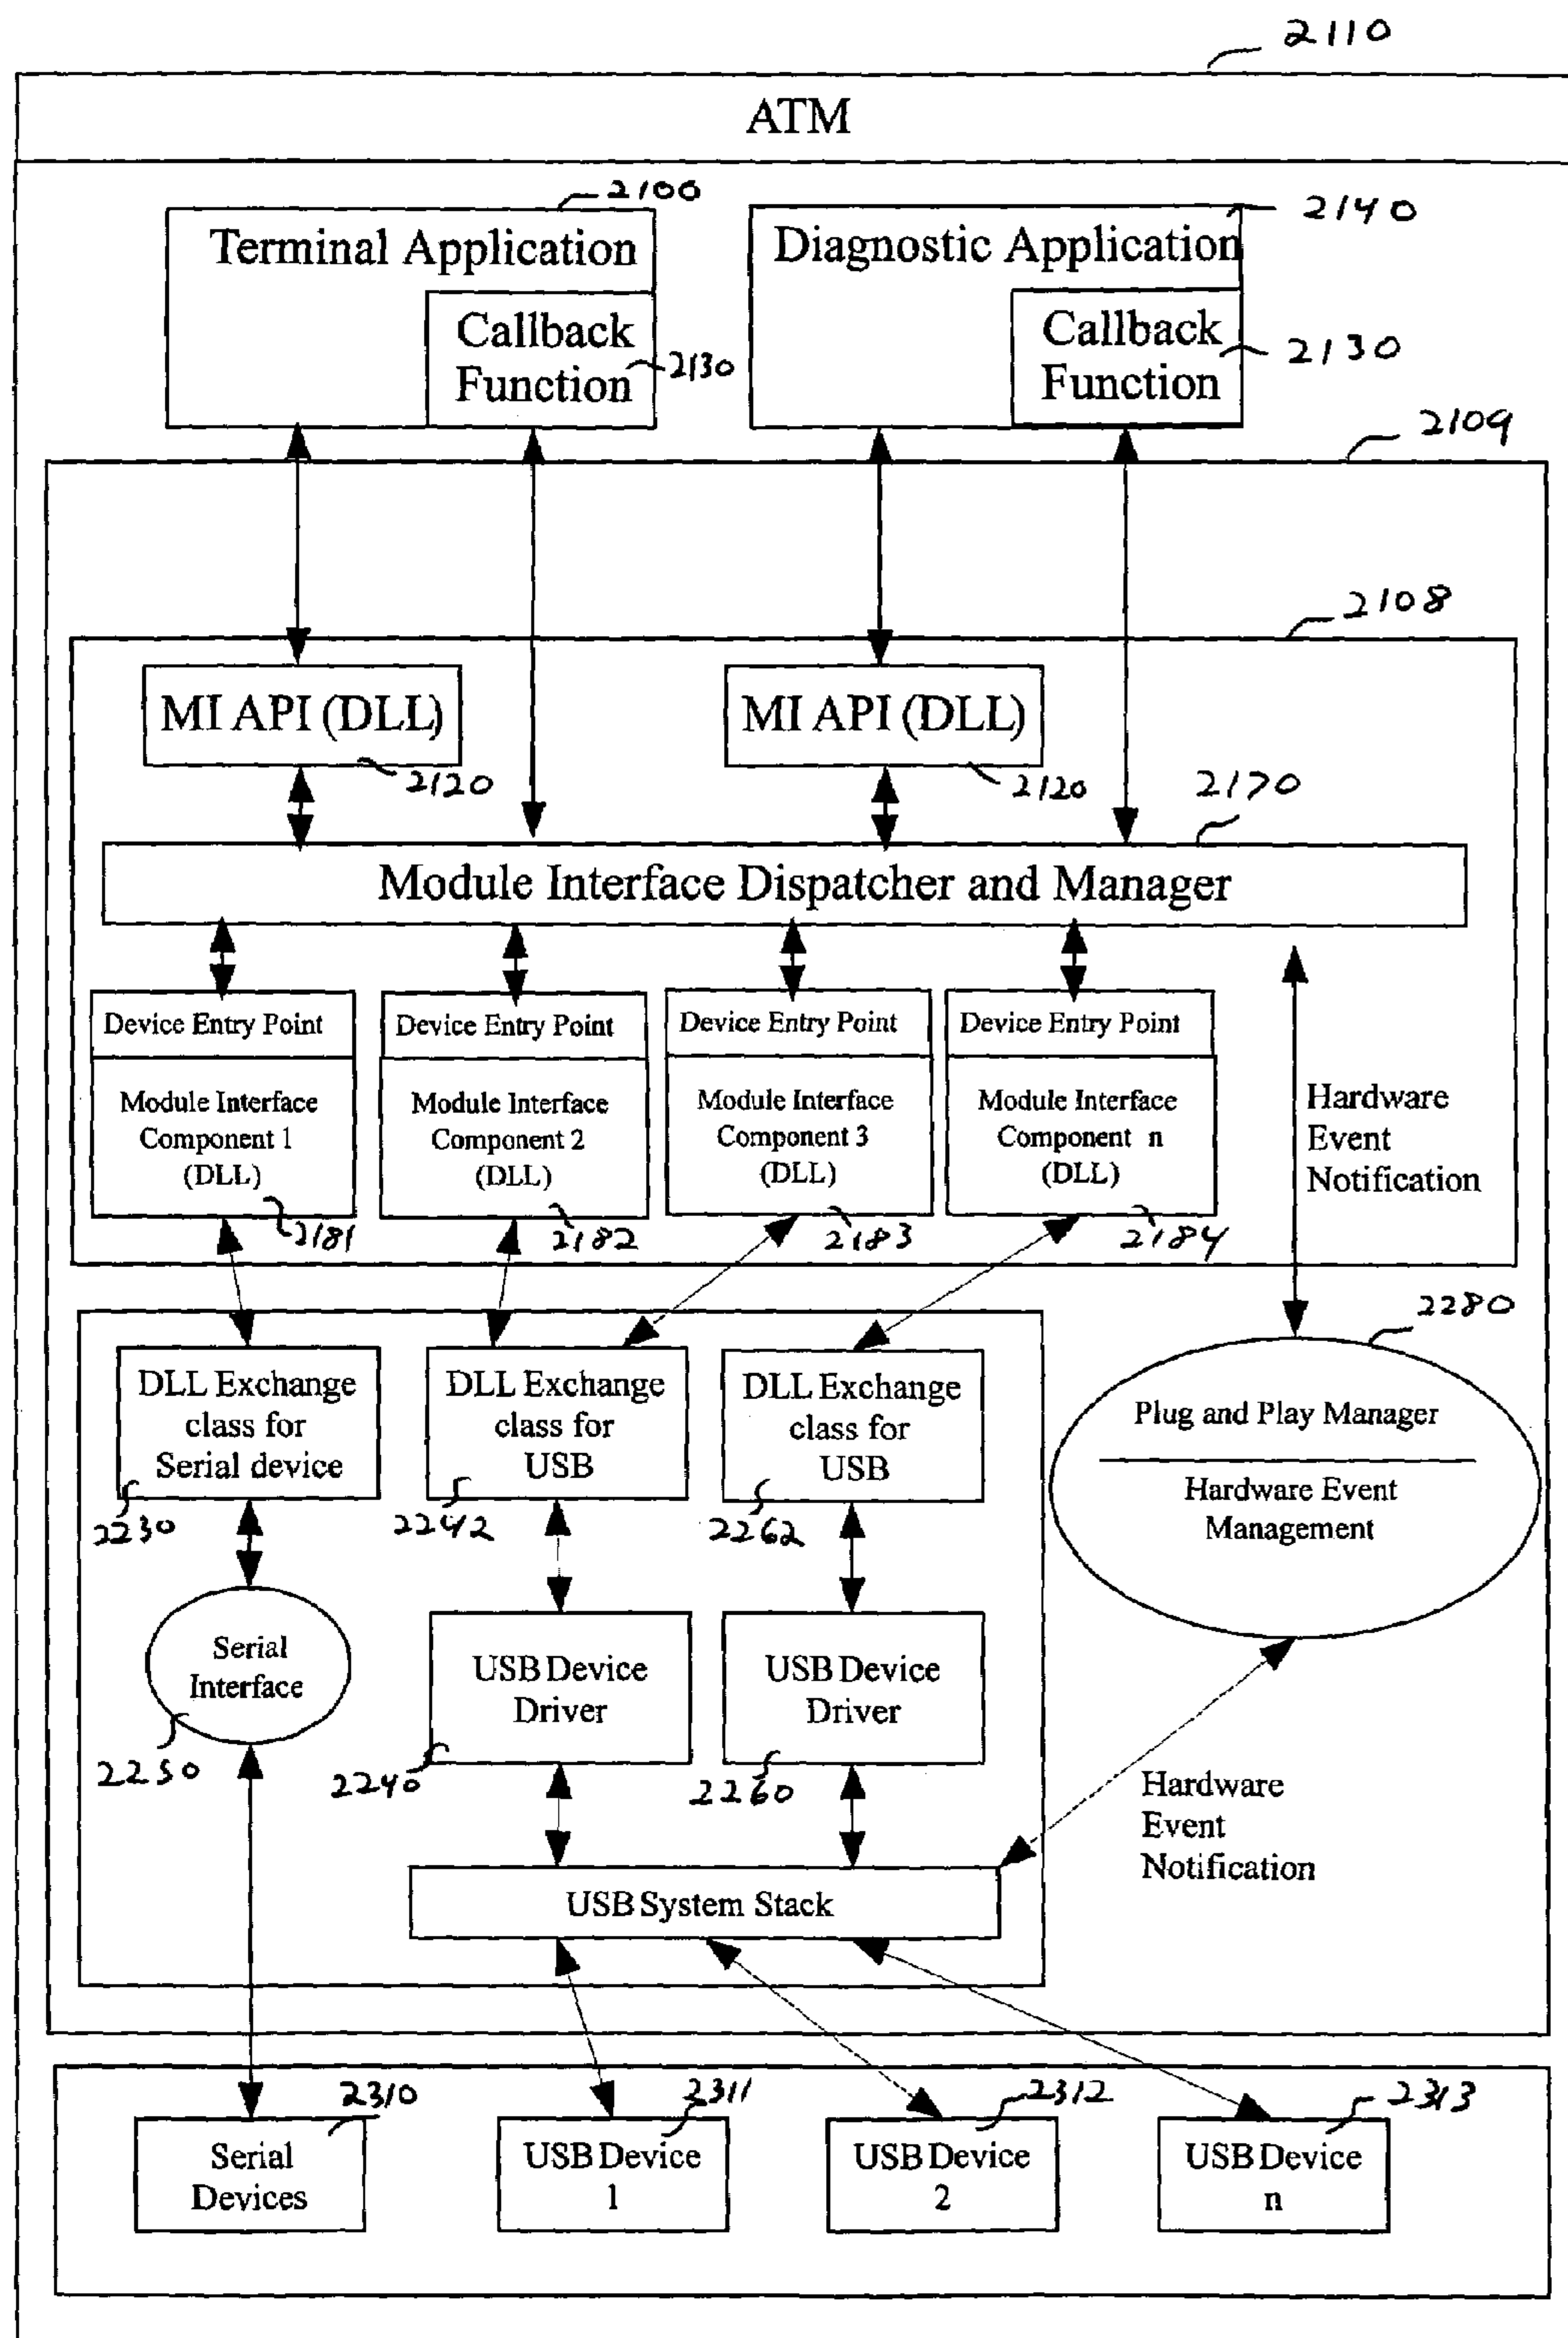 2110
ATM
2100
Terminal Application
Callback
Function
2130
2140
Diagnostic Application
Callback
Function
2130
2109
2108
MI API (DLL)
2120
MI API (DLL)
2120
2170
Module Interface Dispatcher and Manager
Device Entry Point
Module Interface
Component 1
(DLL)
2181
Device Entry Point
Module Interface
Component 2
(DLL)
2182
Device Entry Point
Module Interface
Component 3
(DLL)
2183
Device Entry Point
Module Interface
Component n
(DLL)
2184
Hardware
Event
Notification
2280
DLL Exchange
class for
Serial device
2230
DLL Exchange
class for
USB
2242
DLL Exchange
class for
USB
2262
Plug and Play Manager
Hardware Event
Management
Serial
Interface
2250
USB Device
Driver
2240
USB Device
Driver
2260
Hardware
Event
Notification
USB System Stack
2310
Serial
Devices
2311
USB Device
1
2312
USB Device
2
2313
USB Device
n